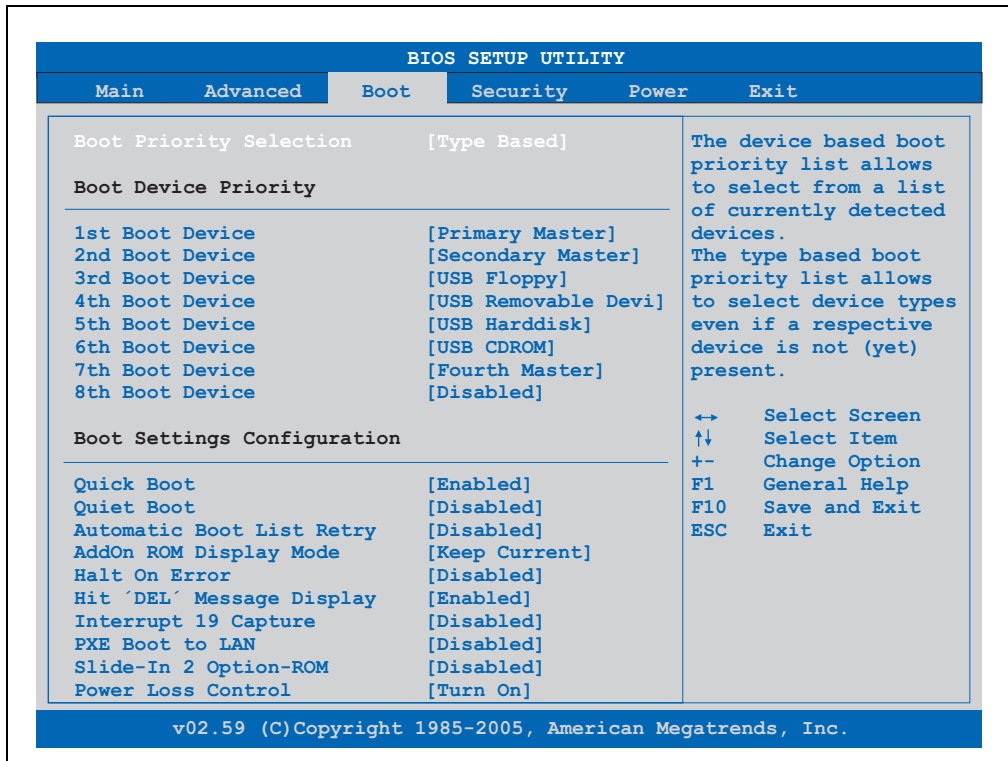 BIOS SETUP UTILITY
Main Advanced Boot Security Power Exit
Boot Priority Selection [Type Based]
Boot Device Priority
1st Boot Device [Primary Master]
2nd Boot Device [Secondary Master]
3rd Boot Device [USB Floppy]
4th Boot Device [USB Removable Devi]
5th Boot Device [USB Harddisk]
6th Boot Device [USB CDROM]
7th Boot Device [Fourth Master]
8th Boot Device [Disabled]
Boot Settings Configuration
Quick Boot [Enabled]
Quiet Boot [Disabled]
Automatic Boot List Retry [Disabled]
AddOn ROM Display Mode [Keep Current]
Halt On Error [Disabled]
Hit ´DEL´ Message Display [Enabled]
Interrupt 19 Capture [Disabled]
PXE Boot to LAN [Disabled]
Slide-In 2 Option-ROM [Disabled]
Power Loss Control [Turn On]
The device based boot
priority list allows
to select from a list
of currently detected
devices.
The type based boot
priority list allows
to select device types
even if a respective
device is not (yet)
present.
↔ Select Screen
↑↓ Select Item
+- Change Option
F1 General Help
F10 Save and Exit
ESC Exit
v02.59 (C)Copyright 1985-2005, American Megatrends, Inc.